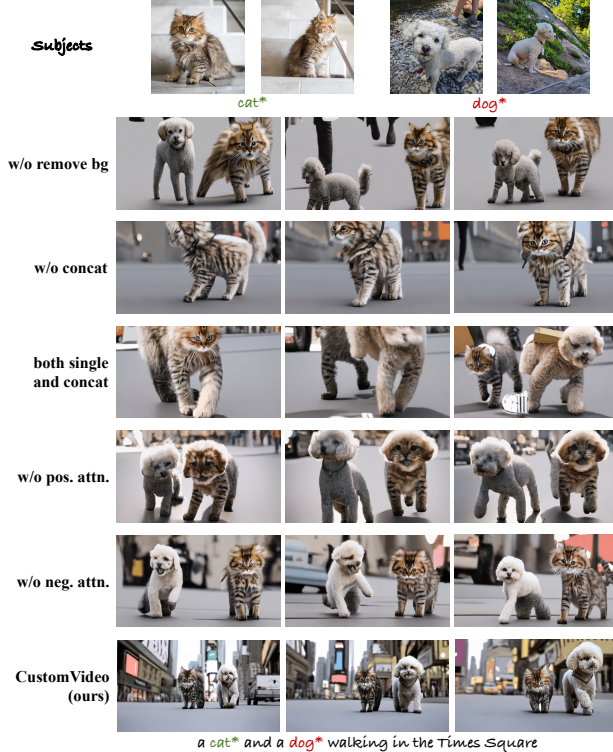 Subjects
cat*
dog*
w/o remove bg
w/o concat
both single
and concat
w/o pos. attn.
w/o neg. attn.
CustomVideo
(ours)
a cat* and a dog* walking in the Times Square